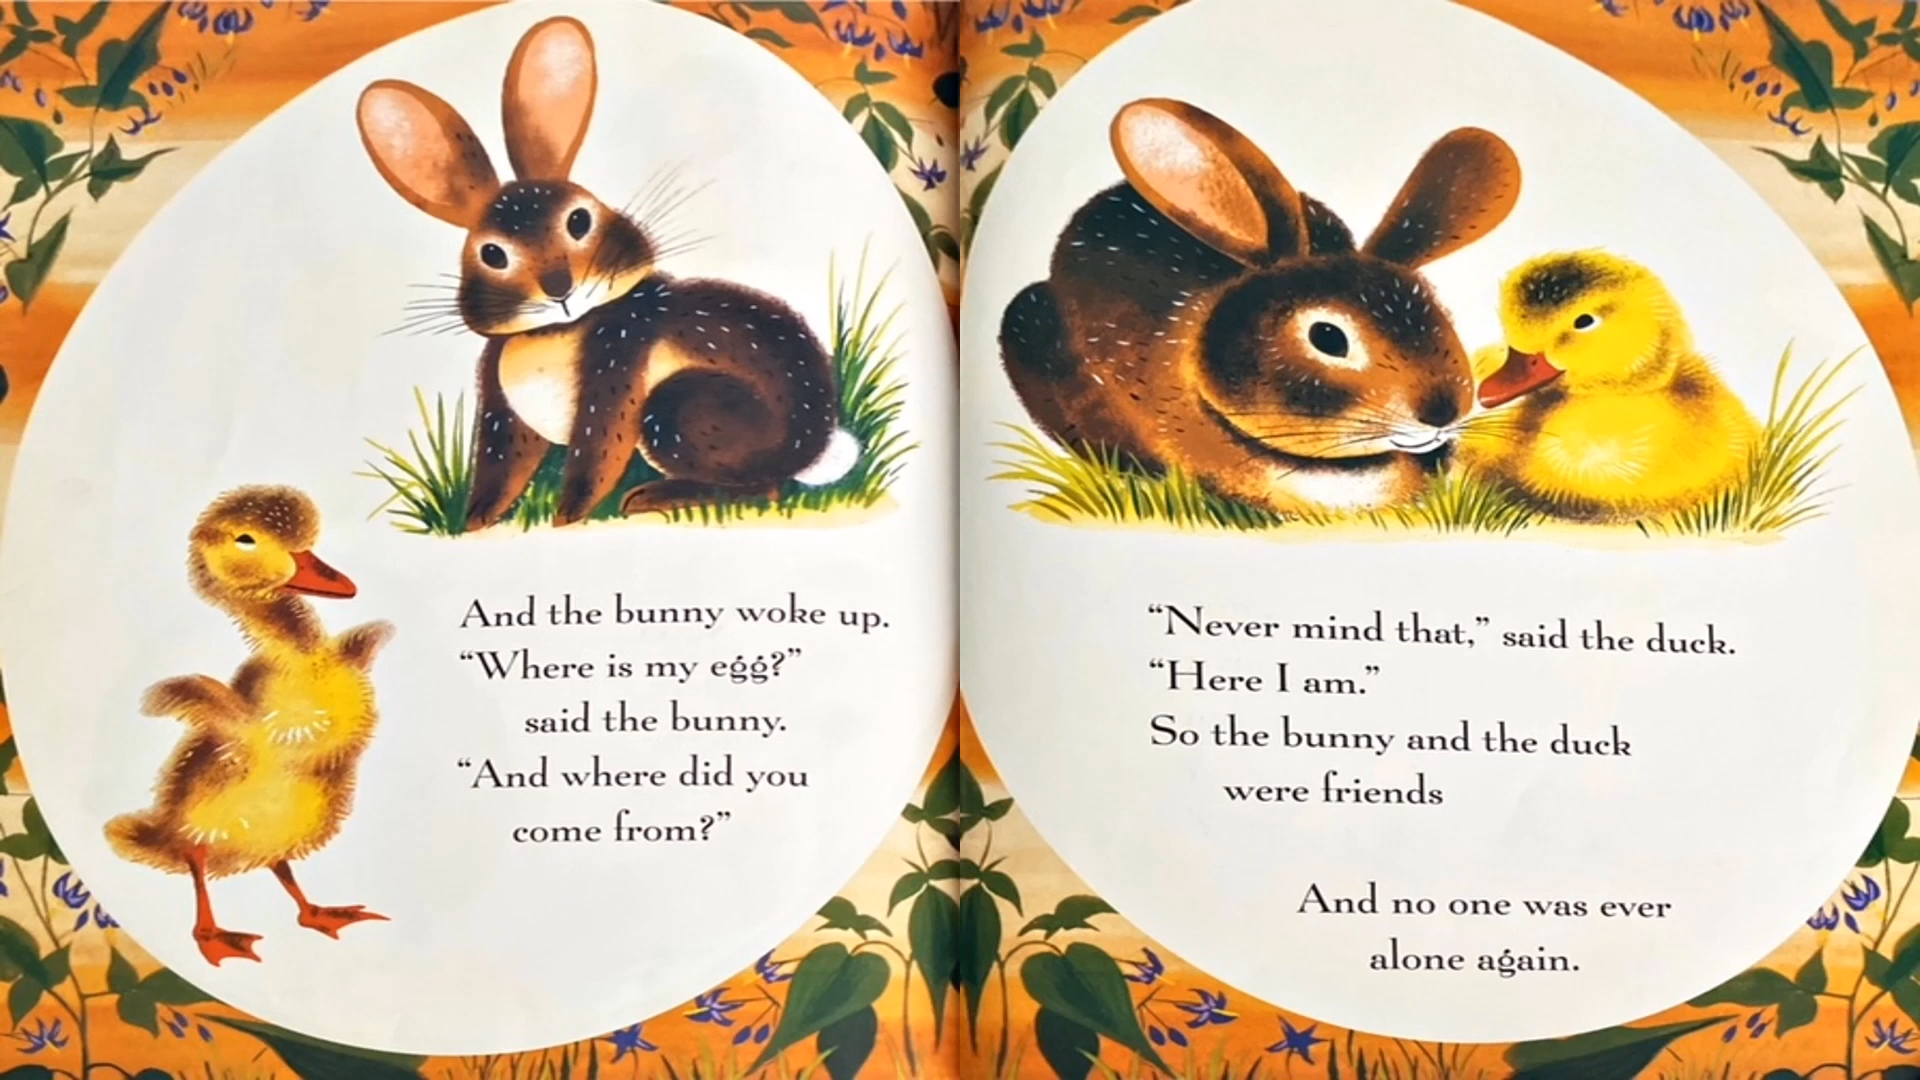 And the bunny woke up.
“Where is my egg?”
said the bunny.
“And where did you
come from?”
“Never mind that,” said the duck.
“Here I am.”
So the bunny and the duck
were friends
And no one was ever
alone again.